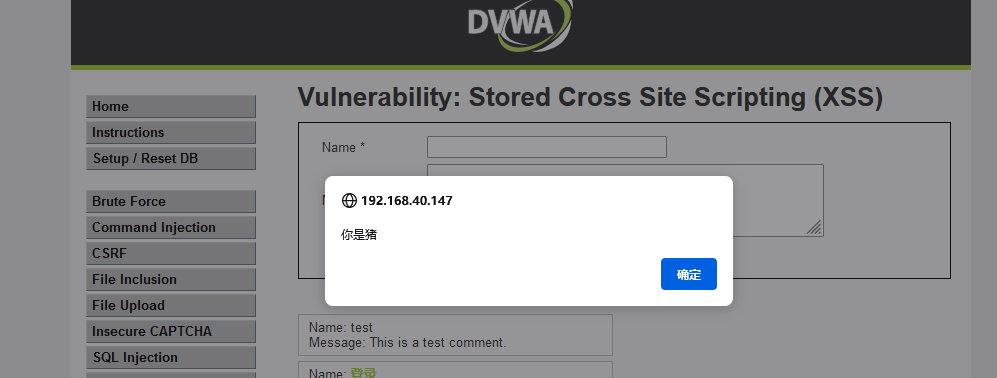 DVWA
Vulnerability: Stored Cross Site Scripting (XSS)
Home
Instructions
Setup / Reset DB
Brute Force
Command Injection
CSRF
File Inclusion
File Upload
Insecure CAPTCHA
SQL Injection
Name *
192.168.40.147
你是猪
确定
Name: test
Message: This is a test comment.
Name: 登录